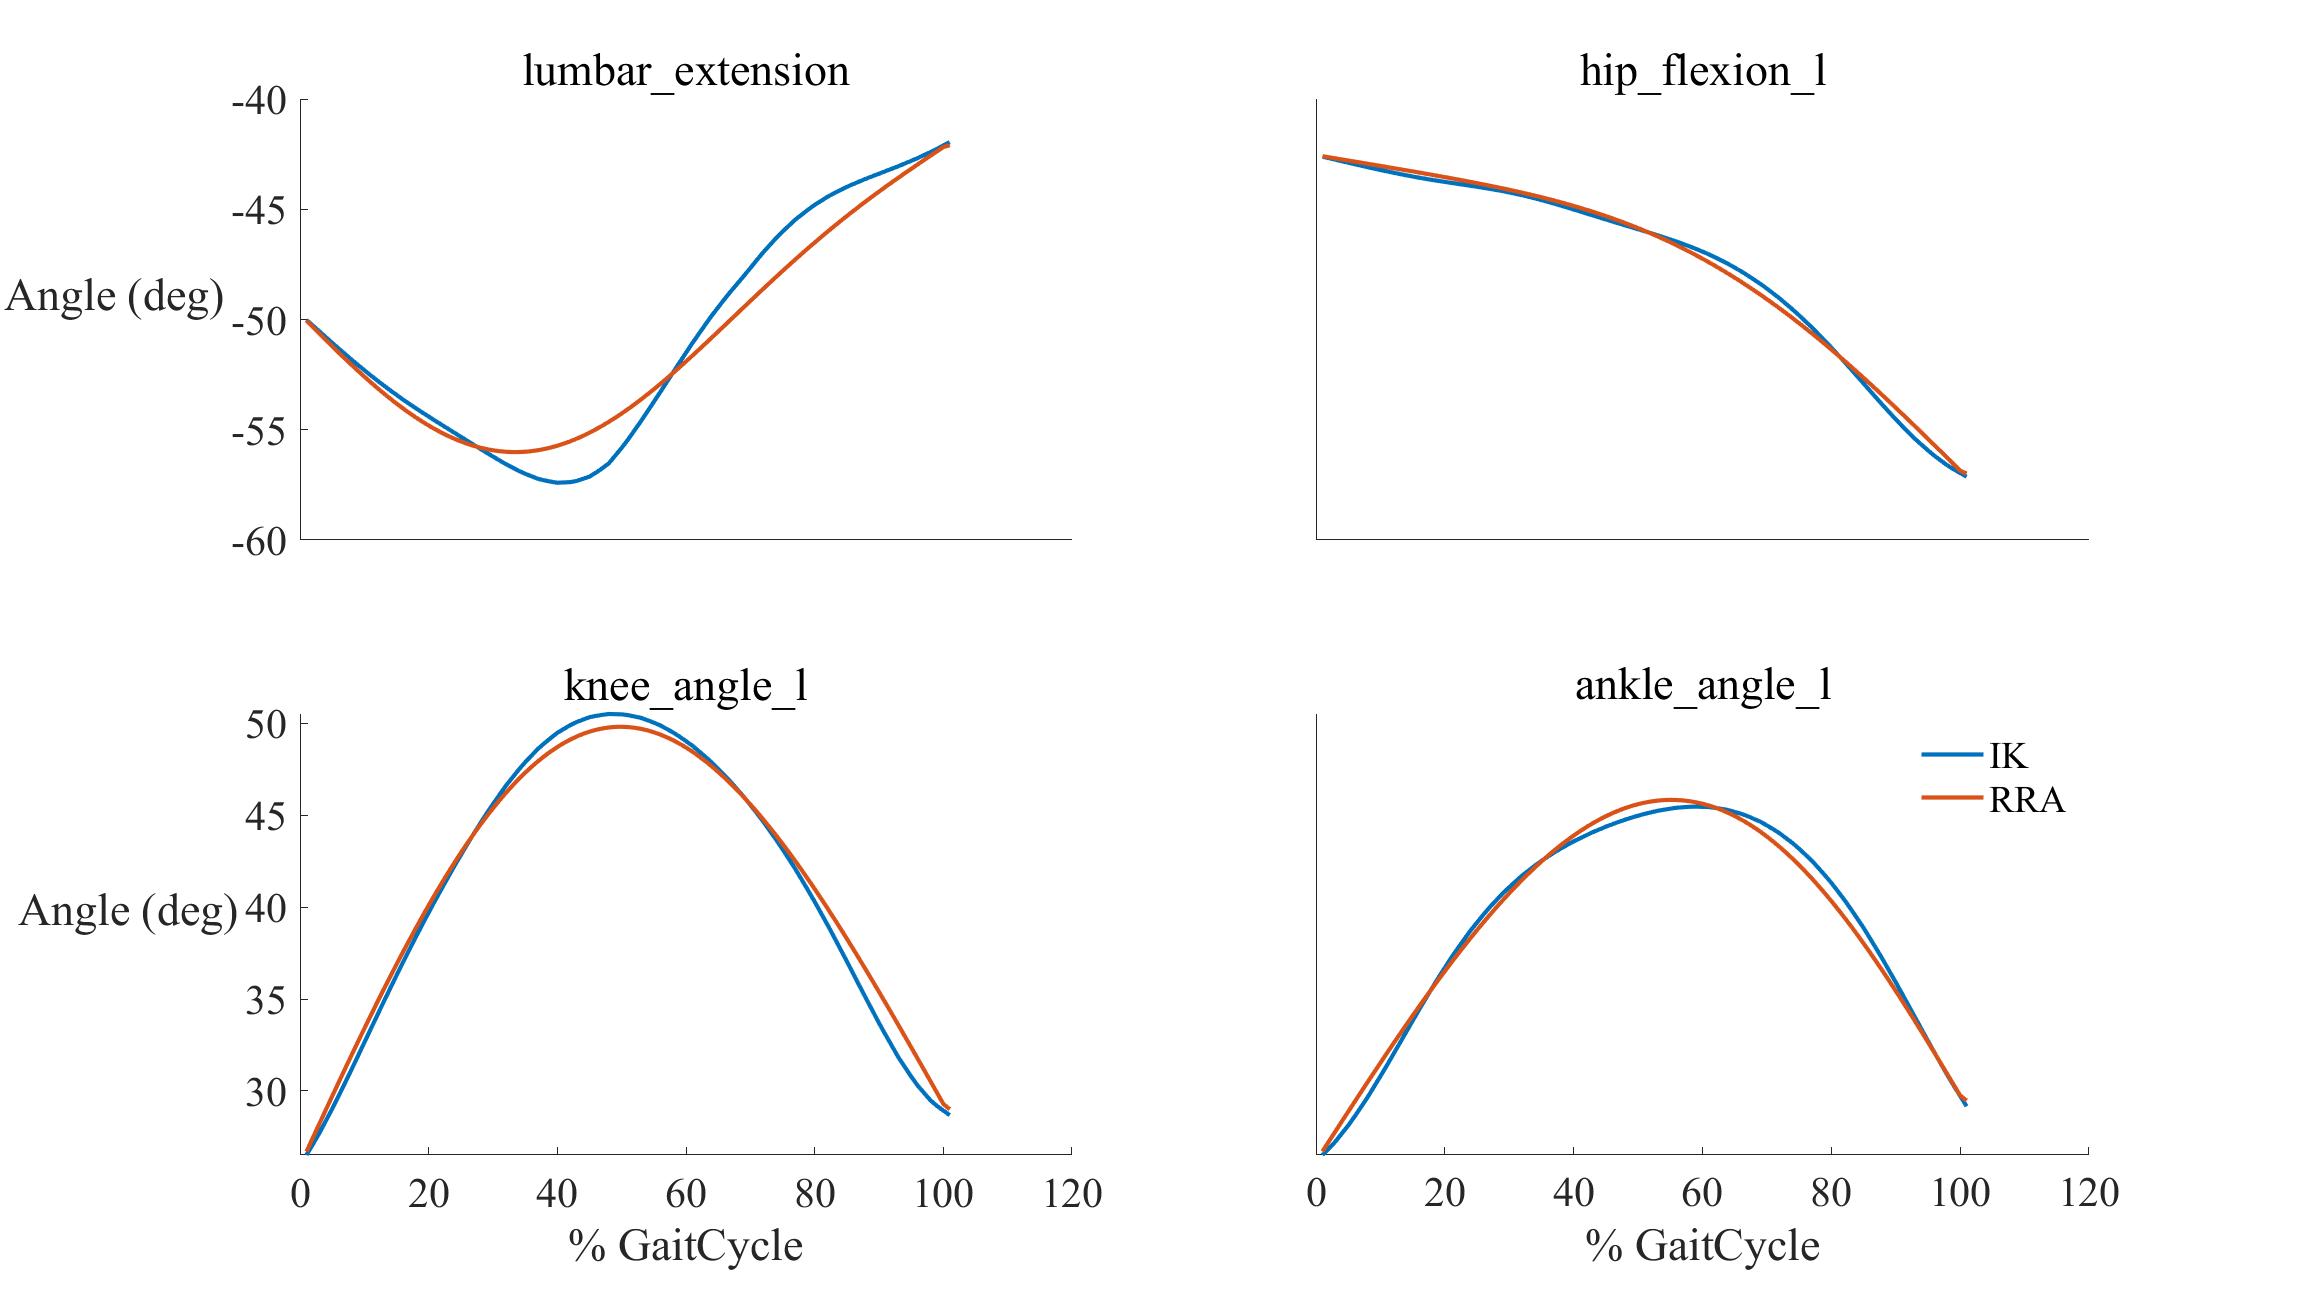 lumbar_extension
hip_flexion_l
-40
-45
Angle (deg)
-50
-55
-60
knee_angle_l
ankle_angle_l
50
IK
45
RRA
Angle (deg) 40
35
30
0 20 40 60 80 100 120
0 20 40 60 80 100 120
% GaitCycle
% GaitCycle